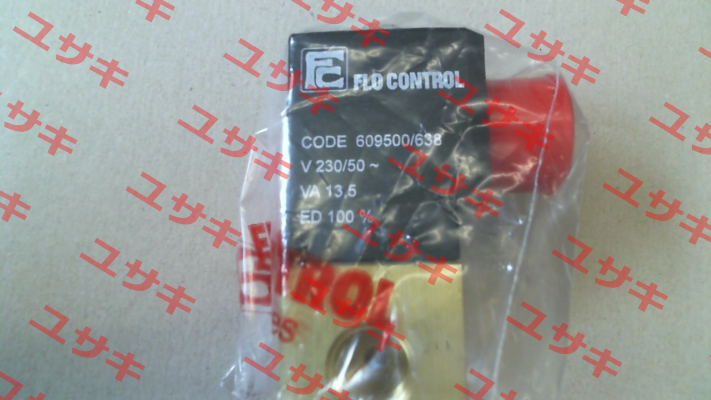 FC FLO CONTROL
CODE 609500/638
V 230/50 ~
VA 13,5
ED 100 %
ユサキ